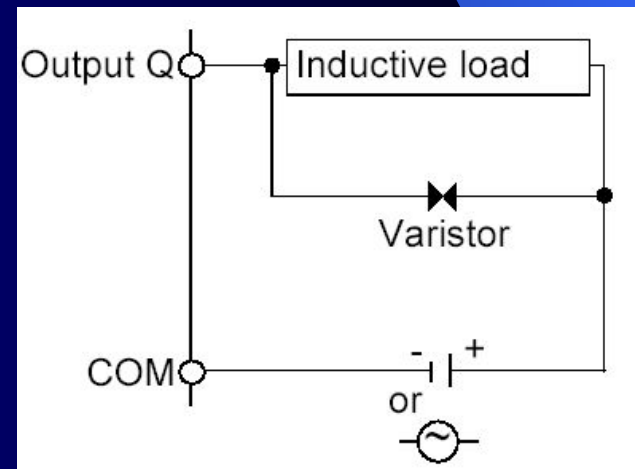 Output Q
Inductive load
Varistor
- +
COM
or
~